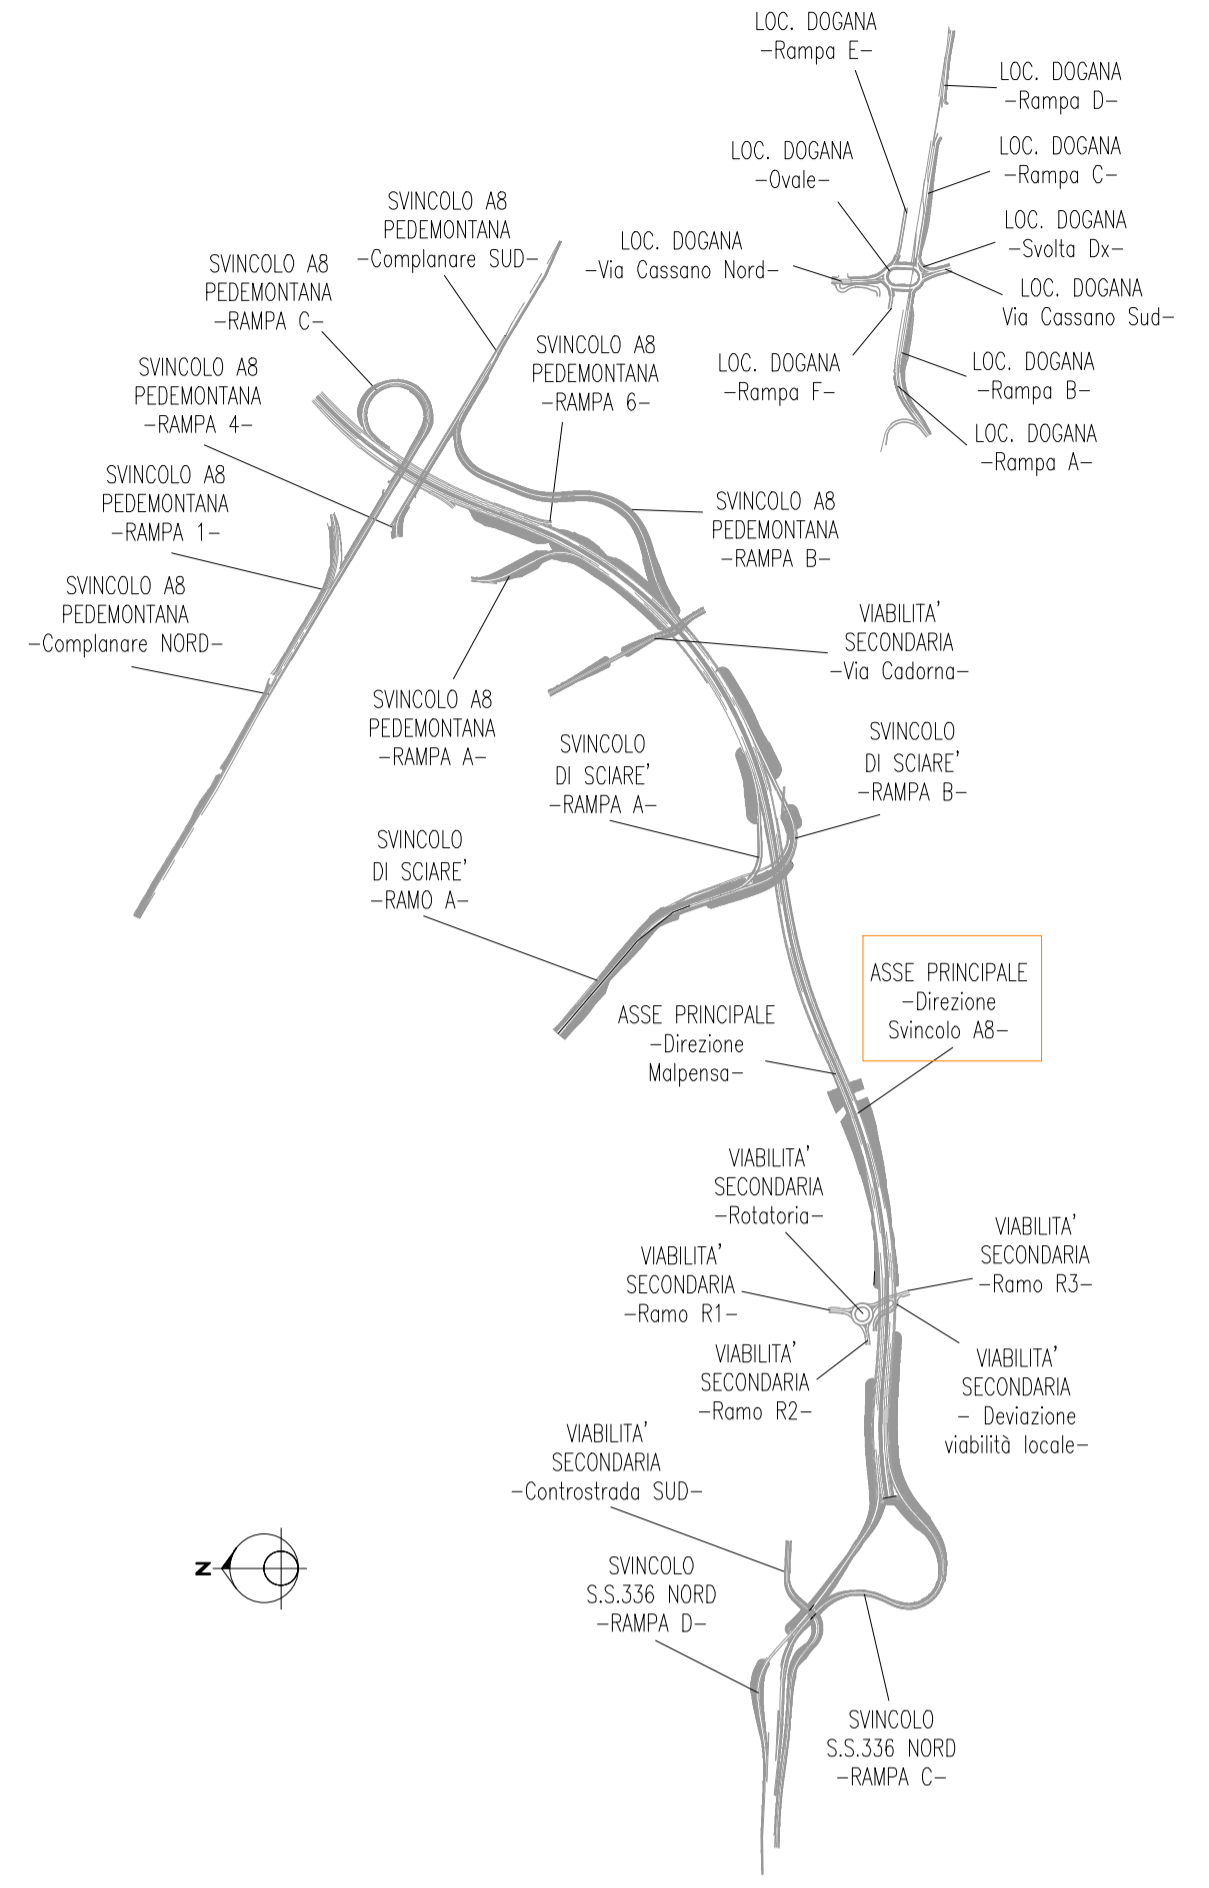 LOC. DOGANA
-Rampa E-
LOC. DOGANA
-Rampa D-
LOC. DOGANA
-Ovale-
LOC. DOGANA
-Rampa C-
SVINCOLO A8
PEDEMONTANA
-Complanare SUD-
LOC. DOGANA
-Via Cassano Nord-
LOC. DOGANA
-Svolta Dx-
SVINCOLO A8
PEDEMONTANA
-RAMPA C-
LOC. DOGANA
Via Cassano Sud-
SVINCOLO A8
PEDEMONTANA
-RAMPA 4-
SVINCOLO A8
PEDEMONTANA
-RAMPA 6-
LOC. DOGANA
-Rampa F-
LOC. DOGANA
-Rampa B-
LOC. DOGANA
-Rampa A-
SVINCOLO A8
PEDEMONTANA
-RAMPA 1-
SVINCOLO A8
PEDEMONTANA
-RAMPA B-
SVINCOLO A8
PEDEMONTANA
-Complanare NORD-
VIABILITA'
SECONDARIA
-Via Cadorna-
SVINCOLO A8
PEDEMONTANA
-RAMPA A-
SVINCOLO
DI SCIARE'
-RAMPA A-
SVINCOLO
DI SCIARE'
-RAMPA B-
SVINCOLO
DI SCIARE'
-RAMO A-
ASSE PRINCIPALE
-Direzione
Svincolo A8-
ASSE PRINCIPALE
-Direzione
Malpensa-
VIABILITA'
SECONDARIA
-Rotatoria-
VIABILITA'
SECONDARIA
-Ramo R3-
VIABILITA'
SECONDARIA
-Ramo R1-
VIABILITA'
SECONDARIA
-Ramo R2-
VIABILITA'
SECONDARIA
- Deviazione
viabilità locale-
VIABILITA'
SECONDARIA
-Controstrada SUD-
N
SVINCOLO
S.S.336 NORD
-RAMPA D-
SVINCOLO
S.S.336 NORD
-RAMPA C-